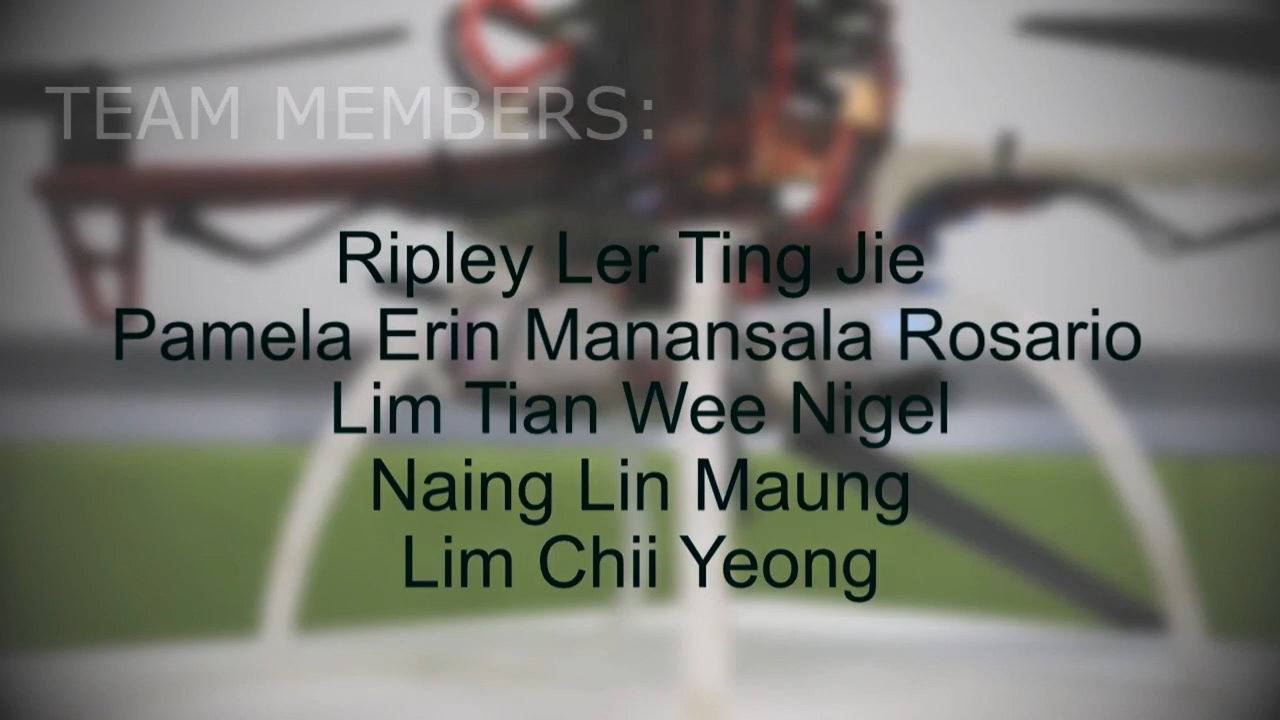 TEAM MEMBERS:
Ripley Ler Ting Jie
Pamela Erin Manansala Rosario
Lim Tian Wee Nigel
Naing Lin Maung
Lim Chii Yeong